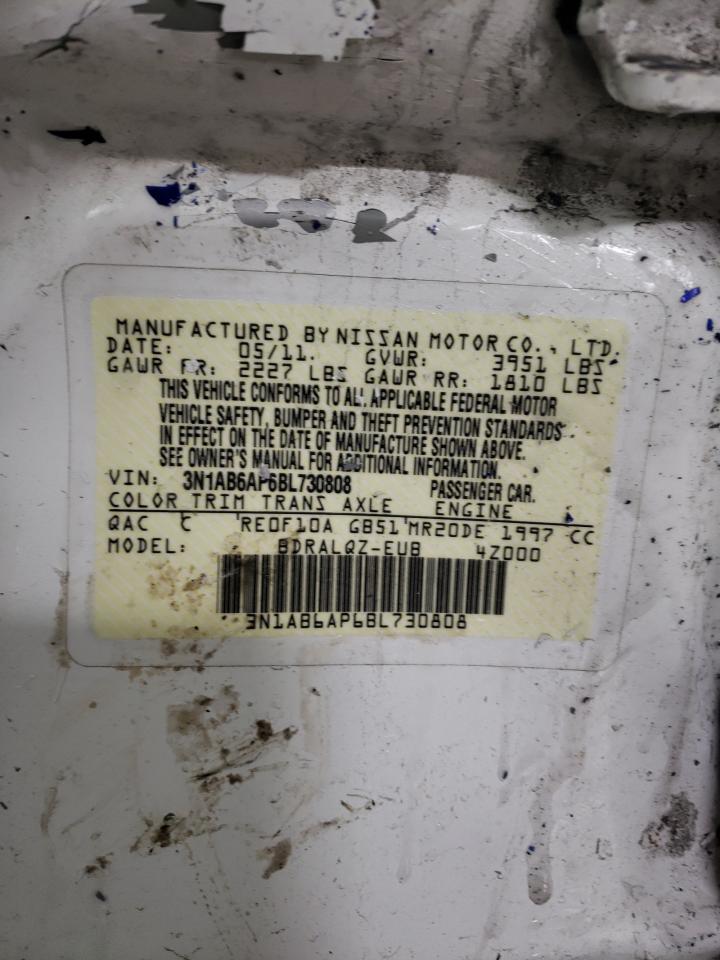 MANUFACTURED BY NISSAN MOTOR CO., LTD.
DATE: 05/11. GVWR: 3951 LBS
GAWR FR: 2227 LBS GAWR RR: 1810 LBS
THIS VEHICLE CONFORMS TO ALL APPLICABLE FEDERAL MOTOR
VEHICLE SAFETY, BUMPER AND THEFT PREVENTION STANDARDS
IN EFFECT ON THE DATE OF MANUFACTURE SHOWN ABOVE.
SEE OWNER'S MANUAL FOR ADDITIONAL INFORMATION.
VIN: 3N1AB6AP6BL730808 PASSENGER CAR.
COLOR TRIM TRANS AXLE ENGINE
QAC C RE0F10A GB51 MR20DE 1997 CC
MODEL: BDRALQZ-EUB 4Z000
3N1AB6AP6BL730808